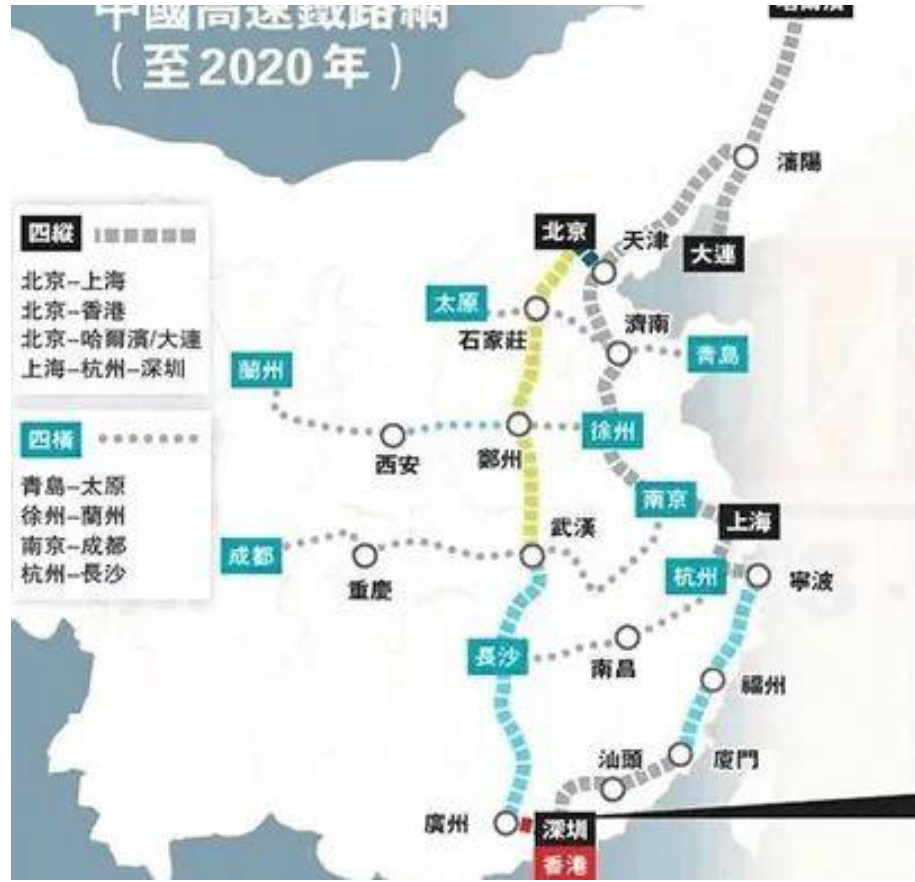 中國高速鐵路網
（至2020年）
哈爾濱
瀋陽
四縱
北京
天津
大連
北京–上海
北京–香港
北京–哈爾濱/大連
上海–杭州–深圳
太原
石家莊
濟南
青島
蘭州
四橫
西安
鄭州
徐州
青島–太原
徐州–蘭州
南京–成都
杭州–長沙
南京
上海
武漢
成都
重慶
杭州
寧波
長沙
南昌
福州
汕頭
廈門
廣州
深圳
香港